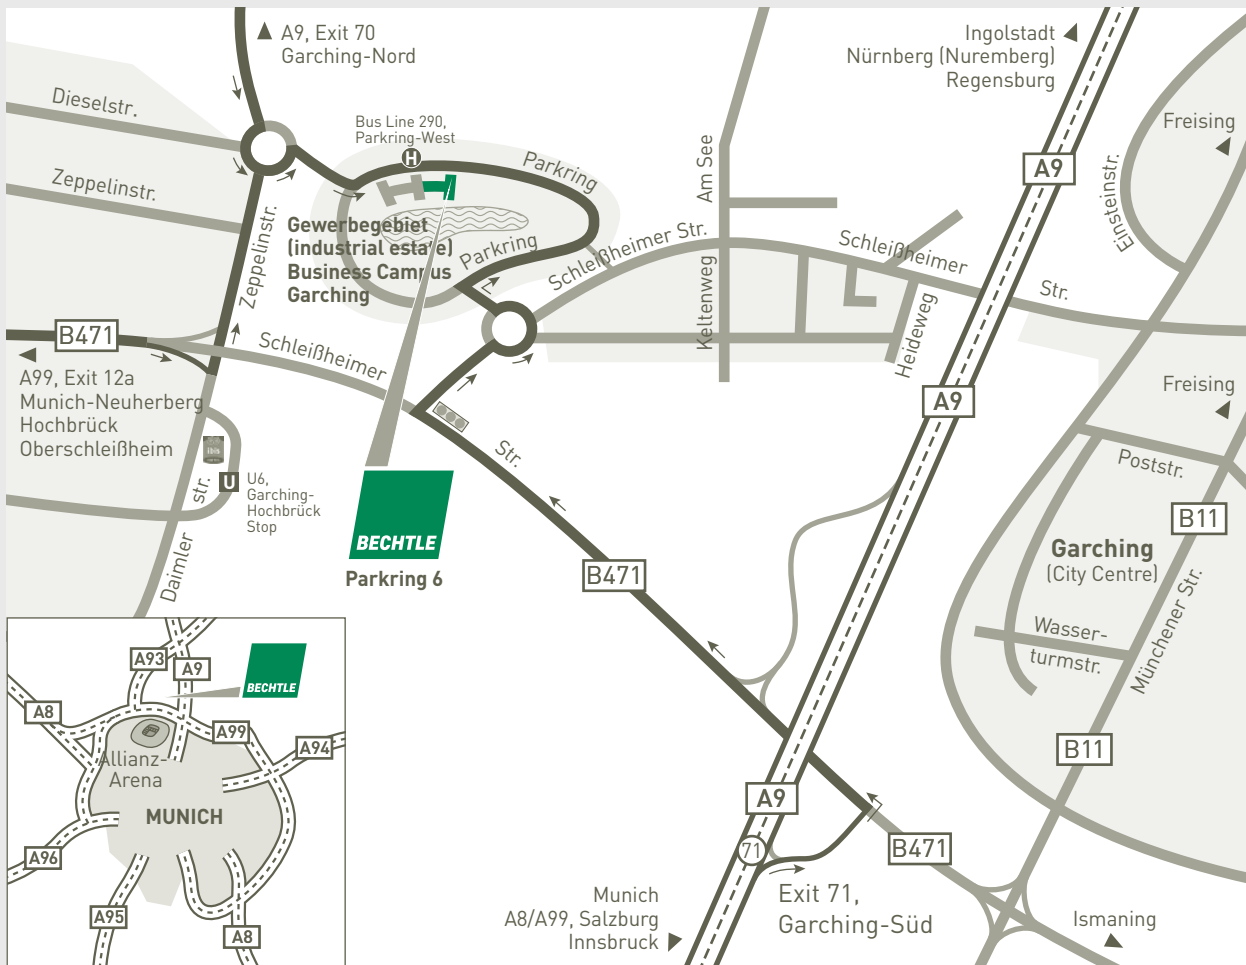 A9, Exit 70
Garching-Nord
Ingolstadt
Nürnberg (Nuremberg)
Regensburg
Dieselstr.
Bus Line 290,
Parkring-West
H
Parkring
Am See
A9
Freising
Einsteinstr.
Zeppelinstr.
Zeppelinstr.
Gewerbegebiet
(industrial estate)
Business Campus
Garching
Parkring
Schleißheimer Str.
Schleißheimer
Str.
Keltenweg
Heideweg
B471
Schleißheimer
Str.
A99, Exit 12a
Munich-Neuherberg
Hochbrück
Oberschleißheim
ibis
U
U6,
Garching-
Hochbrück
Stop
Daimler
str.
BECHTLE
Parkring 6
A9
Freising
Poststr.
B11
Garching
(City Centre)
B471
Münchener Str.
Wasser-
turmstr.
B11
A93
A9
BECHTLE
A8
A99
A94
Allianz-
Arena
MUNICH
A96
A95
A8
A9
71
B471
Exit 71,
Garching-Süd
Munich
A8/A99, Salzburg
Innsbruck
Ismaning